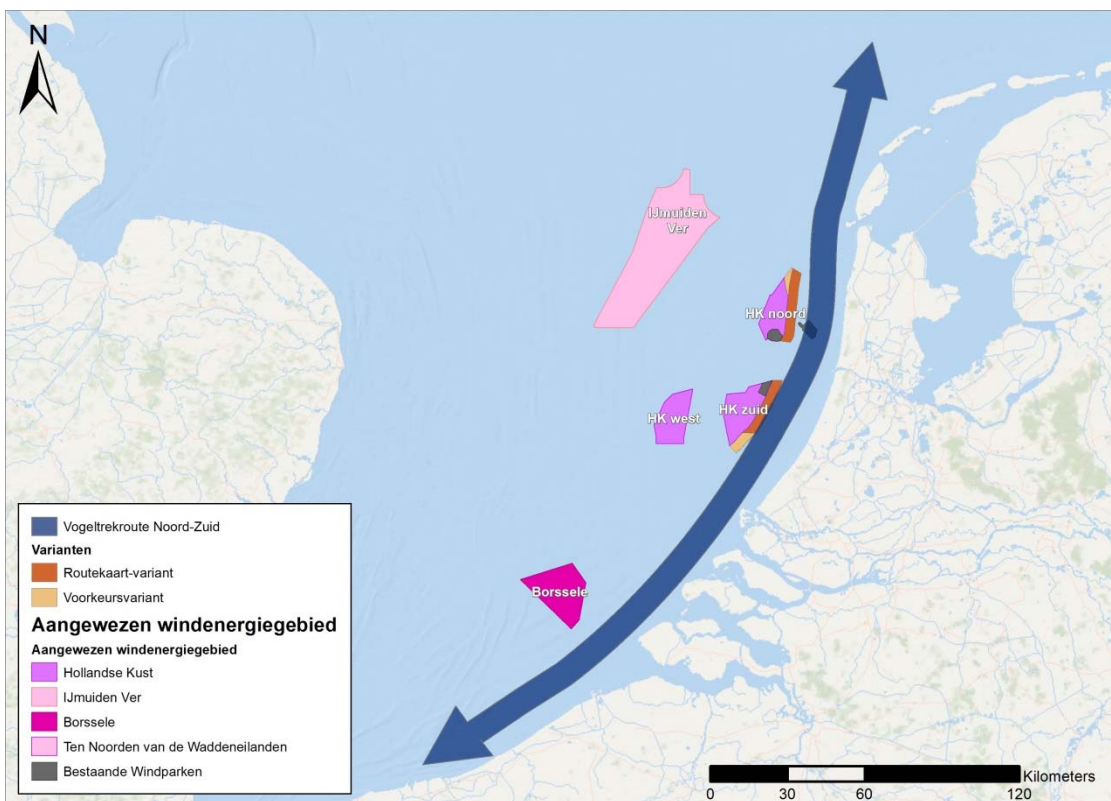 N
IJmuiden
Ver
HK noord
HK west
HK zuid
Borssele
Vogeltrekroute Noord-Zuid
Varianten
Routekaart-variant
Voorkeursvariant
Aangewezen windenergiegebied
Aangewezen windenergiegebied
Hollandse Kust
IJmuiden Ver
Borssele
Ten Noorden van de Waddeneilanden
Bestaande Windparken
Kilometers
0 30 60 120